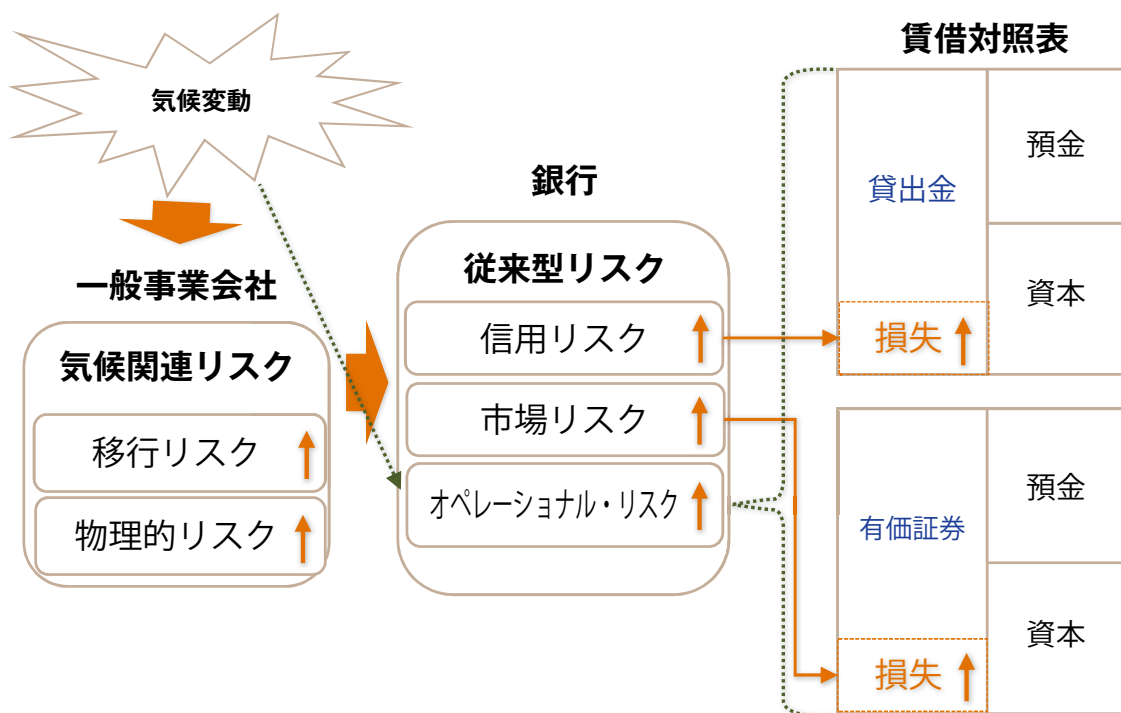 気候変動
一般事業会社
気候関連リスク
移行リスク
物理的リスク
銀行
従来型リスク
信用リスク
市場リスク
オペレーショナル・リスク
賃借対照表
貸出金
損失
預金
資本
有価証券
損失
預金
資本